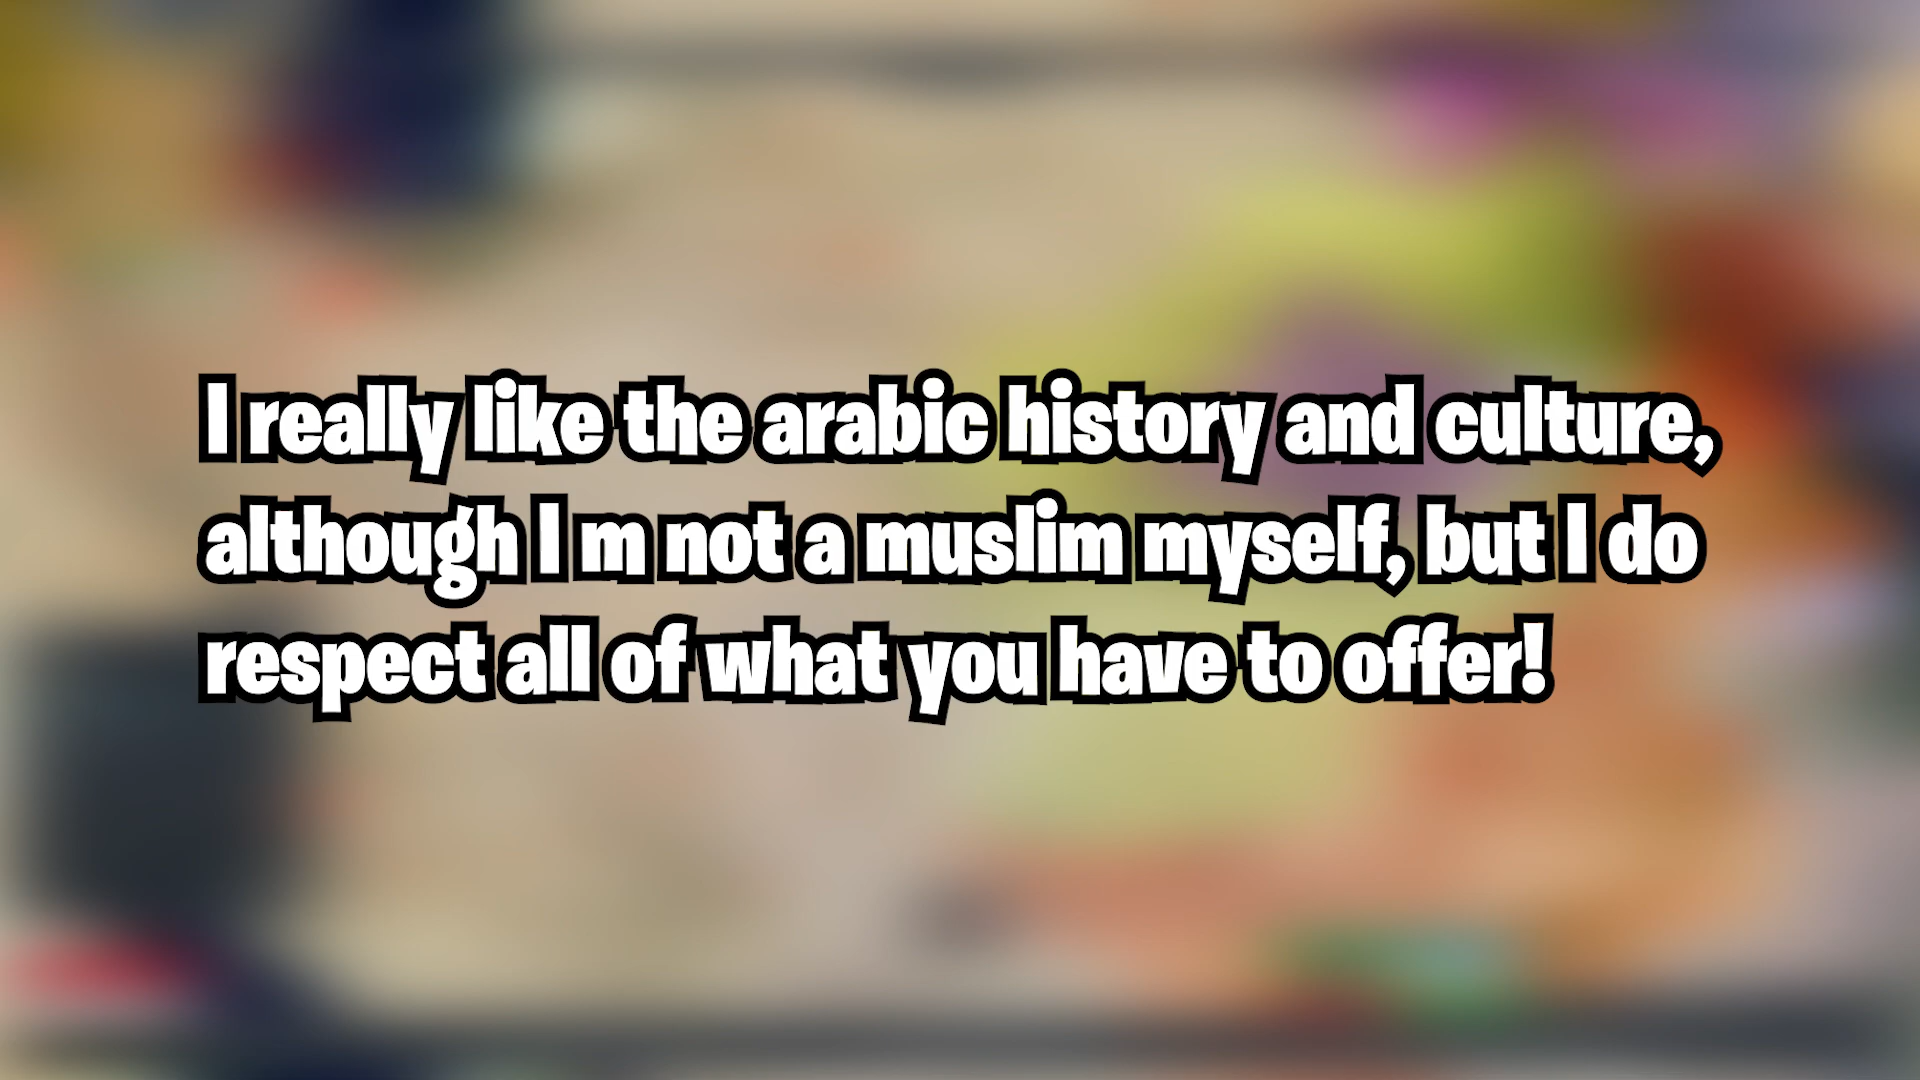 I really like the arabic history and culture,
although I m not a muslim myself, but I do
respect all of what you have to offer!